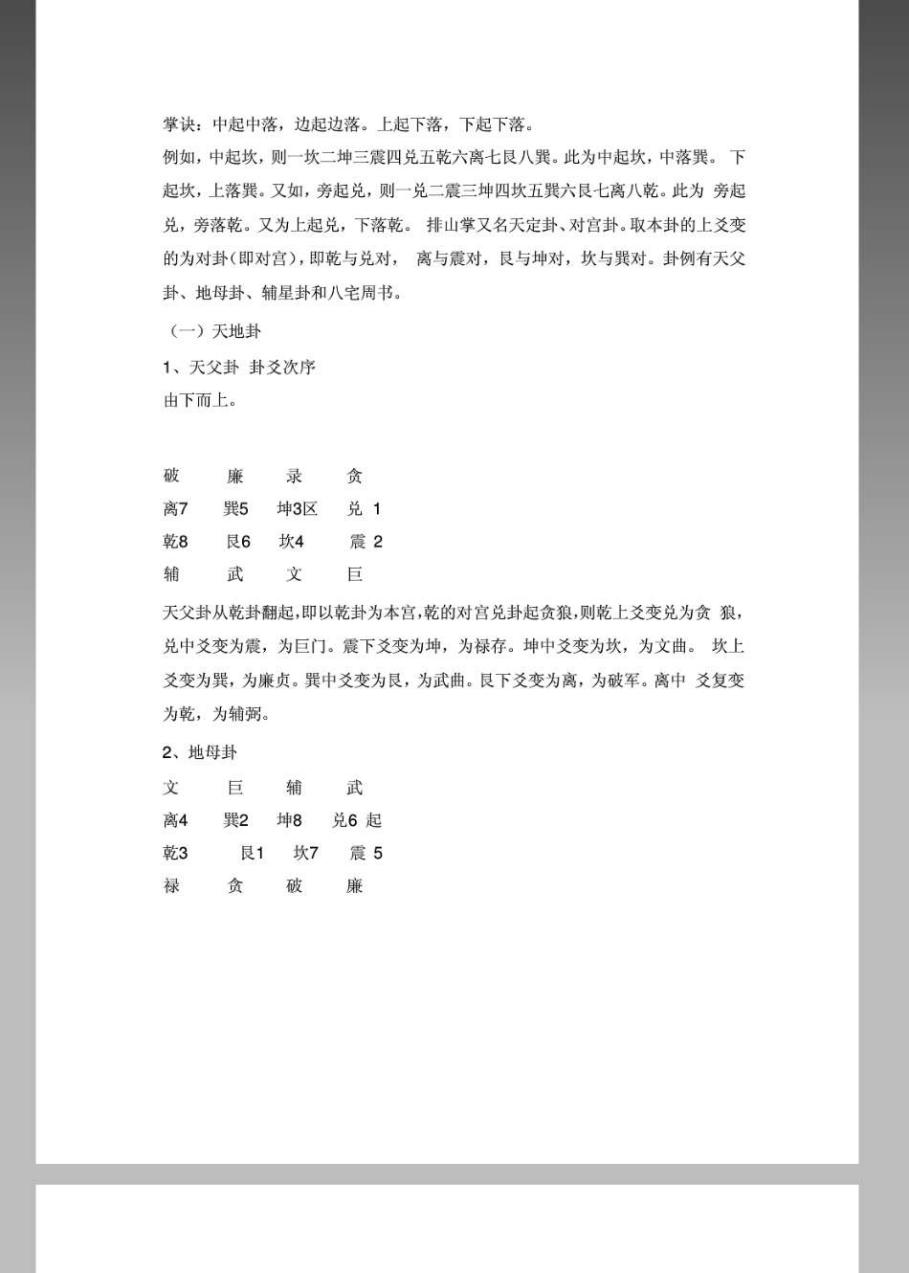 掌诀：中起中落，边起边落。上起下落，下起下落。
例如，中起坎，则一坎二坤三震四兑五乾六离七艮八巽。此为中起坎，中落巽。 下
起坎，上落巽。又如，旁起兑，则一兑二震三坤四坎五巽六艮七离八乾。此为 旁起
兑，旁落乾。又为上起兑，下落乾。 排山掌又名天定卦、对宫卦。取本卦的上爻变
的为对卦（即对宫），即乾与兑对， 离与震对，艮与坤对，坎与巽对。卦例有天父
卦、地母卦、辅星卦和八宅周书。
（一）天地卦
1、天父卦 卦爻次序
由下而上。
破 廉 录 贪
离7 巽5 坤3区 兑 1
乾8 艮6 坎4 震 2
辅 武 文 巨
天父卦从乾卦翻起,即以乾卦为本宫,乾的对宫兑卦起贪狼,则乾上爻变兑为贪 狼，
兑中爻变为震，为巨门。震下爻变为坤，为禄存。坤中爻变为坎，为文曲。 坎上
爻变为巽，为廉贞。巽中爻变为艮，为武曲。艮下爻变为离，为破军。离中 爻复变
为乾，为辅弼。
2、地母卦
文 巨 辅 武
离4 巽2 坤8 兑6 起
乾3 艮1 坎7 震 5
禄 贪 破 廉